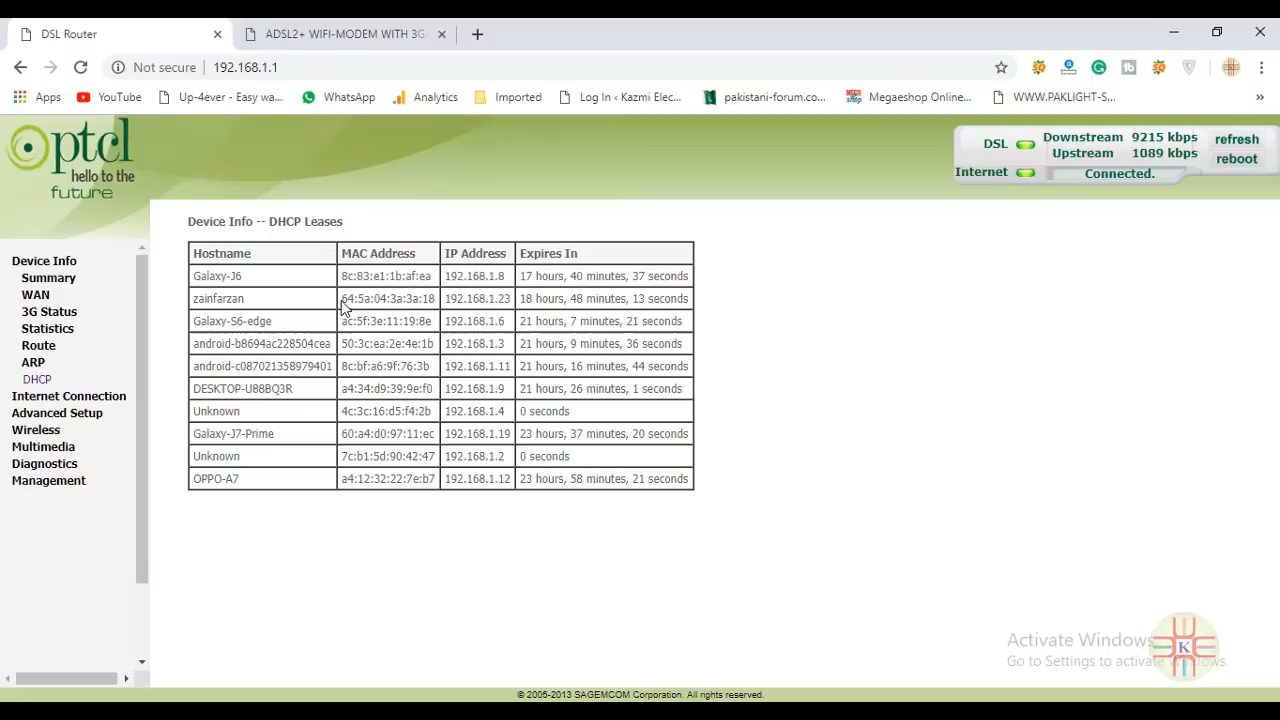 DSL Router
ADSL2+ WIFI-MODEM WITH 3G
Not secure 192.168.1.1
Apps YouTube Up-4ever - Easy wa... WhatsApp Analytics Imported Log In ‹ Kazmi Elec... pakistani-forum.co... Megaeshop Online... WWW.PAKLIGHT-S... »
ptcl
hello to the
future
DSL Downstream 9215 kbps refresh
Upstream 1089 kbps reboot
Internet Connected.
Device Info
Summary
WAN
3G Status
Statistics
Route
ARP
DHCP
Internet Connection
Advanced Setup
Wireless
Multimedia
Diagnostics
Management
Device Info -- DHCP Leases
Hostname MAC Address IP Address Expires In
Galaxy-J6 8c:83:e1:1b:af:ea 192.168.1.8 17 hours, 40 minutes, 37 seconds
zainfarzan 64:5a:04:3a:3a:18 192.168.1.23 18 hours, 48 minutes, 13 seconds
Galaxy-S6-edge ac:5f:3e:11:19:8e 192.168.1.6 21 hours, 7 minutes, 21 seconds
android-b8694ac228504cea 50:3c:ea:2e:4e:1b 192.168.1.3 21 hours, 9 minutes, 36 seconds
android-c087021358979401 8c:bf:a6:9f:76:3b 192.168.1.11 21 hours, 16 minutes, 44 seconds
DESKTOP-U88BQ3R a4:34:d9:39:9e:f0 192.168.1.9 21 hours, 26 minutes, 1 seconds
Unknown 4c:3c:16:d5:f4:2b 192.168.1.4 0 seconds
Galaxy-J7-Prime 60:a4:d0:97:11:ec 192.168.1.19 23 hours, 37 minutes, 20 seconds
Unknown 7c:b1:5d:90:42:47 192.168.1.2 0 seconds
OPPO-A7 a4:12:32:22:7e:b7 192.168.1.12 23 hours, 58 minutes, 21 seconds
Activate Windows
Go to Settings to activate Windows.
K
© 2005-2013 SAGEMCOM Corporation. All rights reserved.